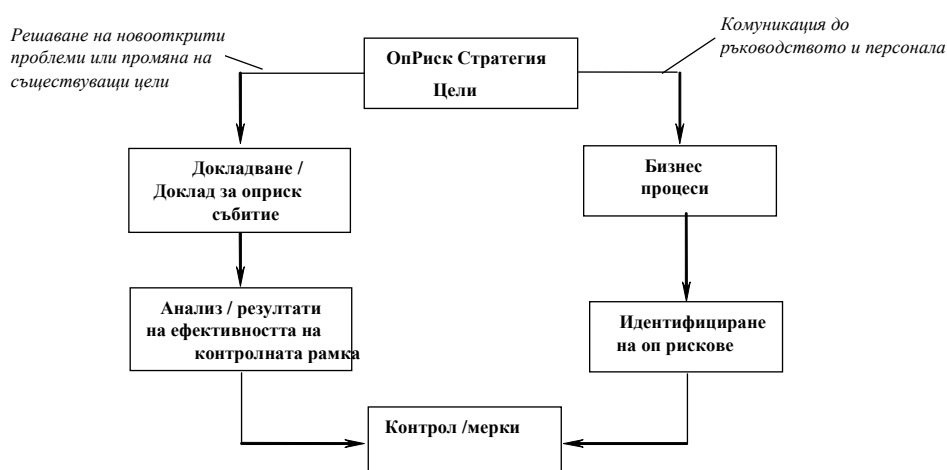 Решаване на новооткрити
проблеми или промяна на
съществуващи цели
Комуникация до
ръководството и персонала
ОпРиск Стратегия
Цели
Докладване /
Доклад за оприск
събитие
Бизнес
процеси
Анализ / резултати
на ефективността на
контролната рамка
Идентифициране
на оп рискове
Контрол /мерки